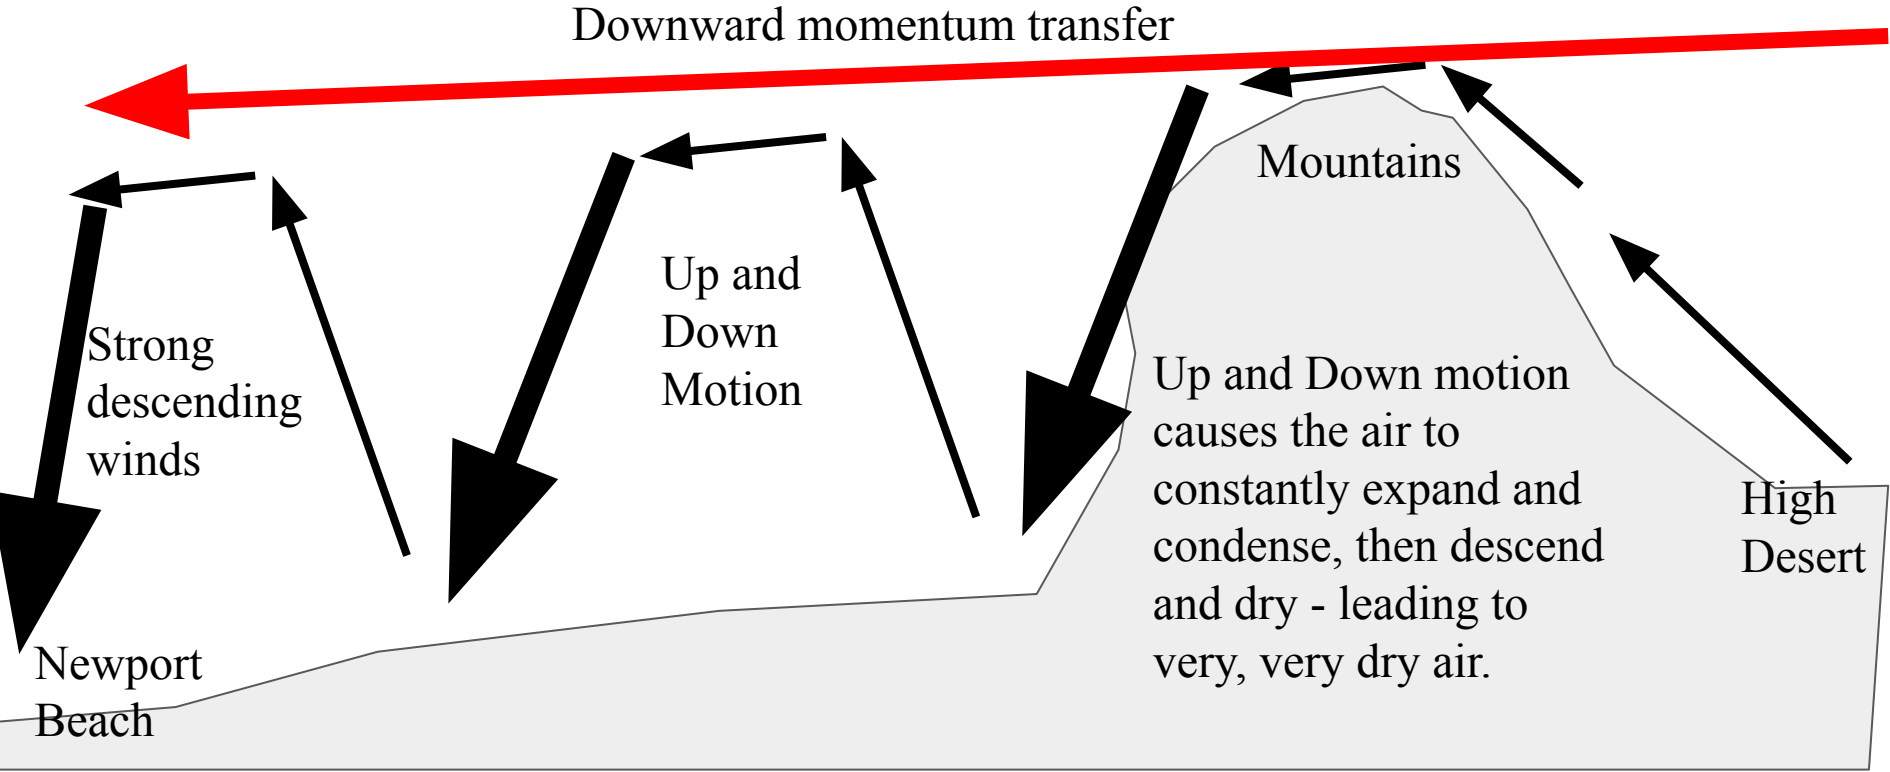 Downward momentum transfer
Mountains
Up and
Down
Motion
Strong
descending
winds
Up and Down motion
causes the air to
constantly expand and
condense, then descend
and dry - leading to
very, very dry air.
High
Desert
Newport
Beach